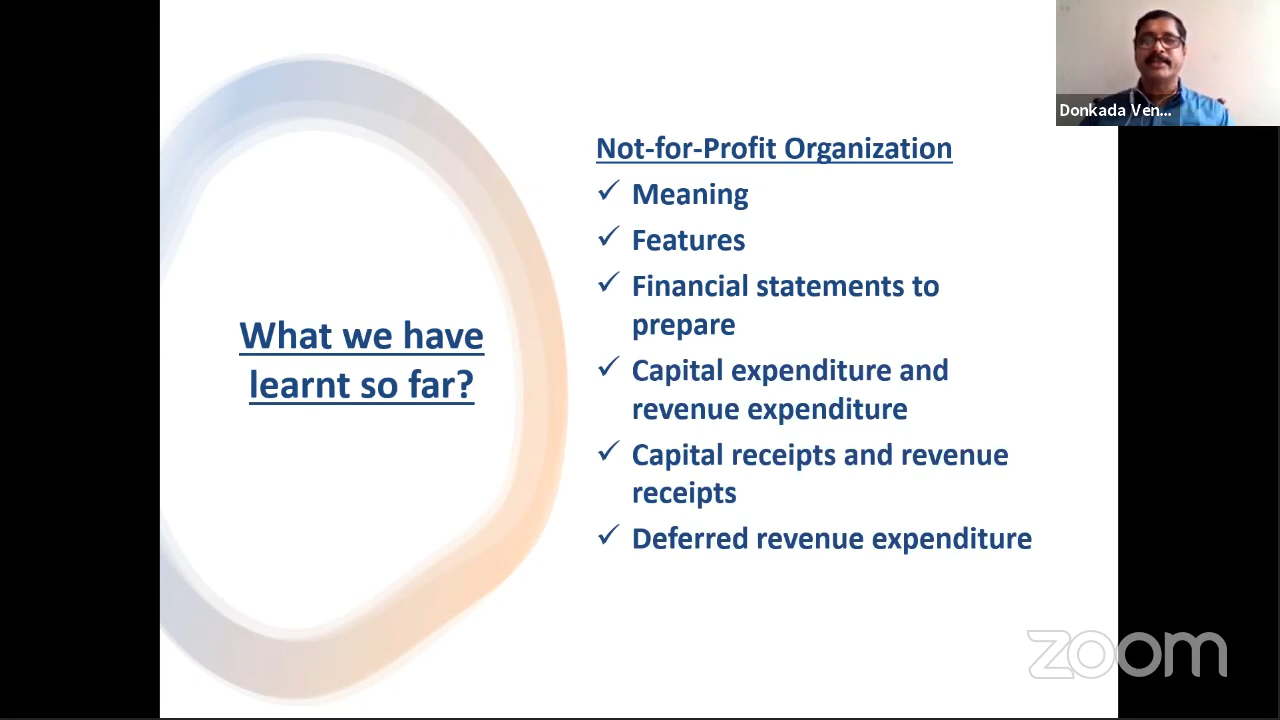 Donkada Ven...
Not-for-Profit Organization
✓ Meaning
✓ Features
✓ Financial statements to
prepare
✓ Capital expenditure and
revenue expenditure
✓ Capital receipts and revenue
receipts
✓ Deferred revenue expenditure
What we have
learnt so far?
zoom